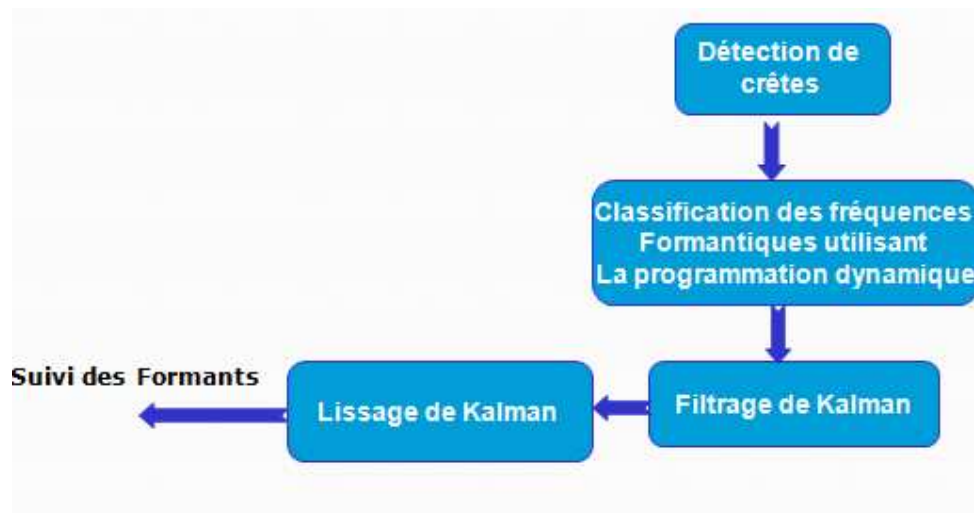 Détection de
crêtes
Classification des fréquences
Formantiques utilisant
La programmation dynamique
Suivi des Formants
Lissage de Kalman
Filtrage de Kalman